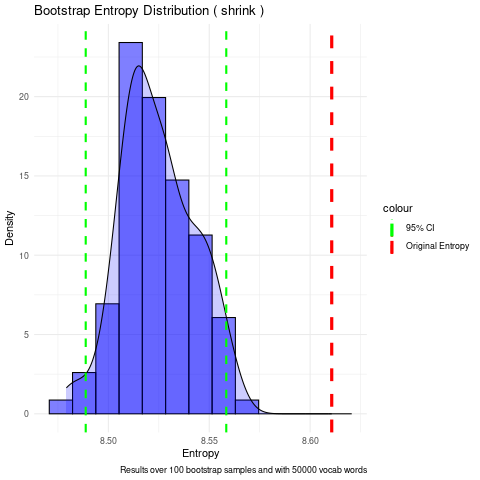 Bootstrap Entropy Distribution ( shrink )
Density
20
15
10
5
0
8.50
8.55
8.60
Entropy
colour
95% CI
Original Entropy
Results over 100 bootstrap samples and with 50000 vocab words